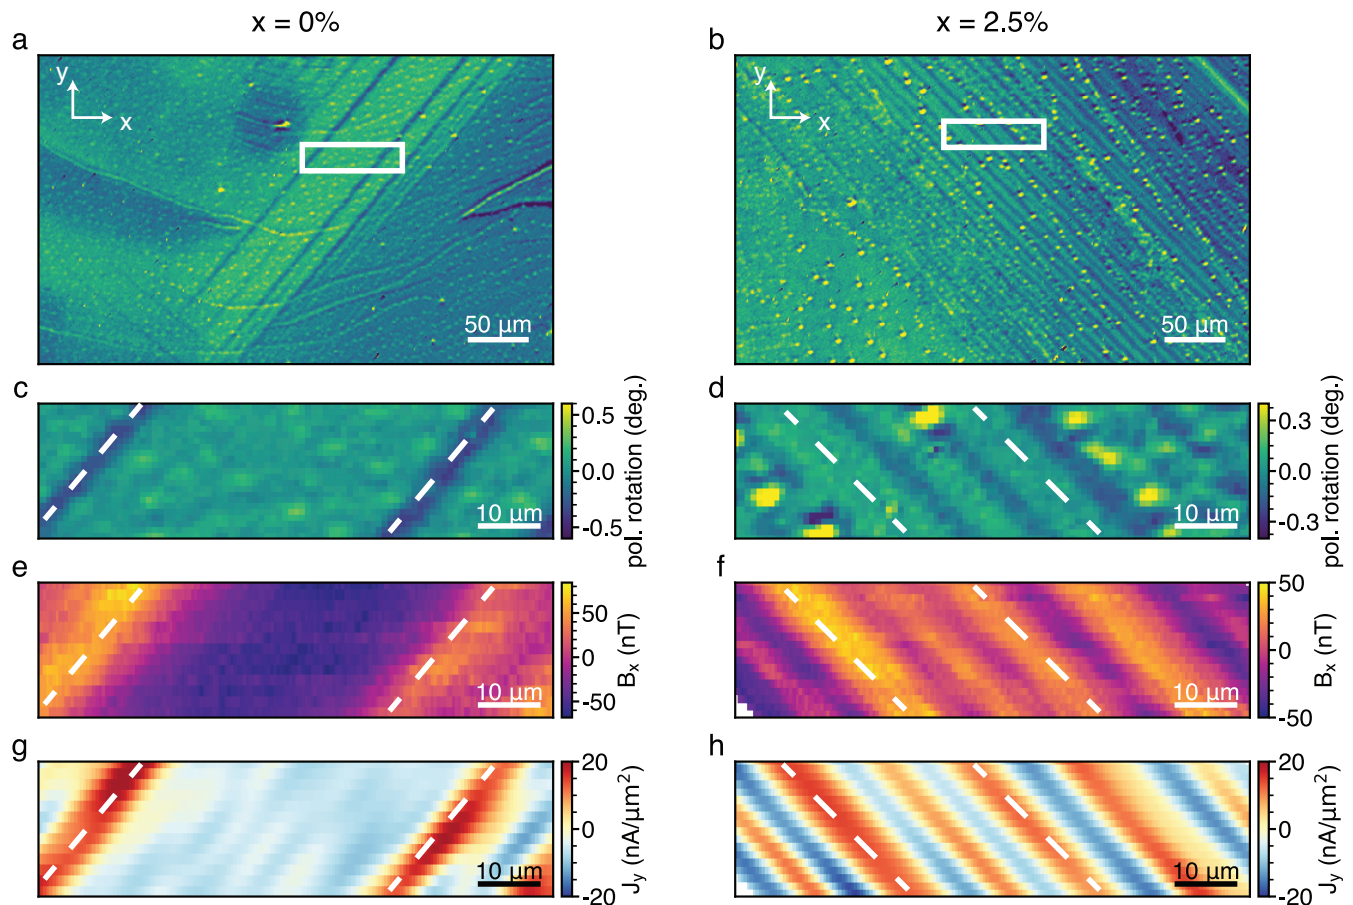 x = 0%
x = 2.5%
a
y
x
50 µm
b
y
x
50 µm
c
10 µm
0.5
0.0
-0.5
pol. rotation (deg.)
d
10 µm
0.3
0.0
-0.3
pol. rotation (deg.)
e
10 µm
50
0
-50
Bₓ (nT)
f
10 µm
50
0
-50
Bₓ (nT)
g
10 µm
20
0
-20
J_y (nA/µm²)
h
10 µm
20
0
-20
J_y (nA/µm²)